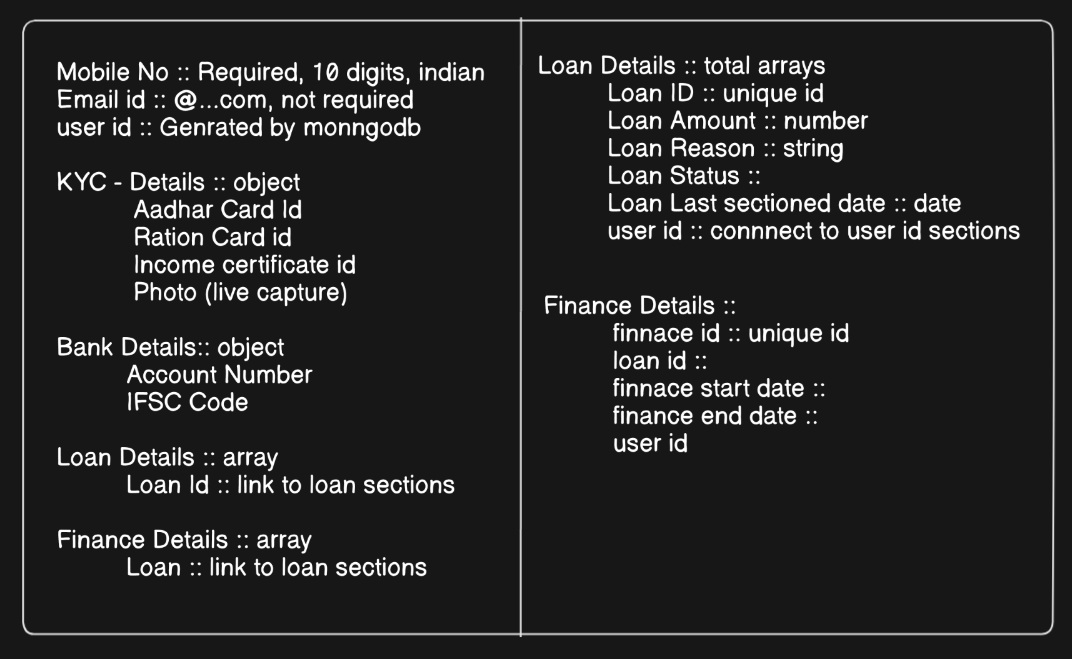 Mobile No :: Required, 10 digits, indian
Email id :: @...com, not required
user id :: Genrated by monngodb
KYC - Details :: object
Aadhar Card Id
Ration Card id
Income certificate id
Photo (live capture)
Bank Details:: object
Account Number
IFSC Code
Loan Details :: array
Loan Id :: link to loan sections
Finance Details :: array
Loan :: link to loan sections
Loan Details :: total arrays
Loan ID :: unique id
Loan Amount :: number
Loan Reason :: string
Loan Status ::
Loan Last sectioned date :: date
user id :: connnect to user id sections
Finance Details ::
finnace id :: unique id
loan id ::
finnace start date ::
finance end date ::
user id